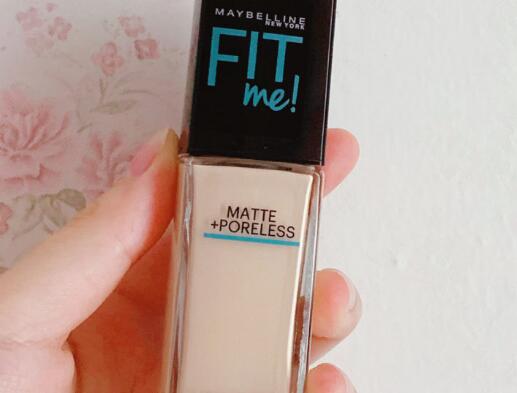 MAYBELLINE
NEW YORK
FIT
me!
MATTE
+PORELESS